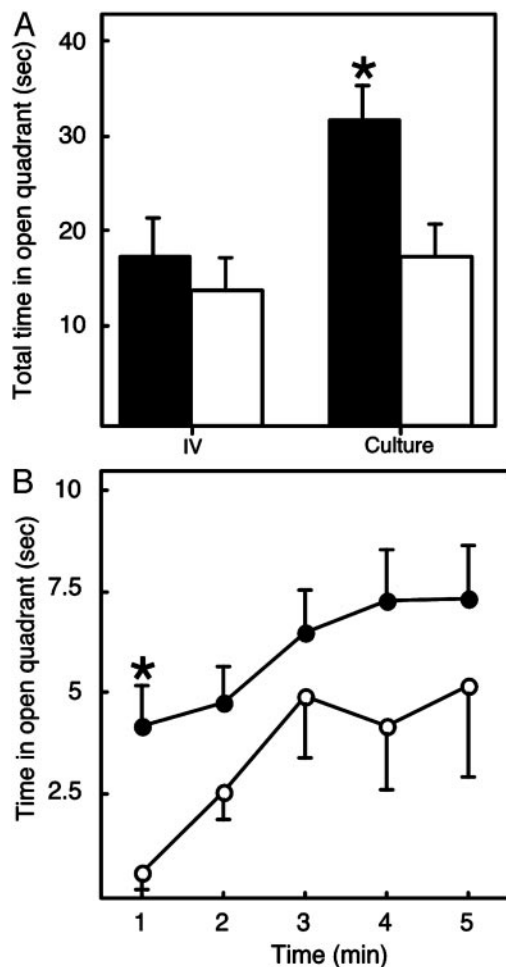 A
Total time in open quadrant (sec)
40
30
20
10
*
IV
Culture
B
Time in open quadrant (sec)
10
7.5
5
2.5
*
1 2 3 4 5
Time (min)